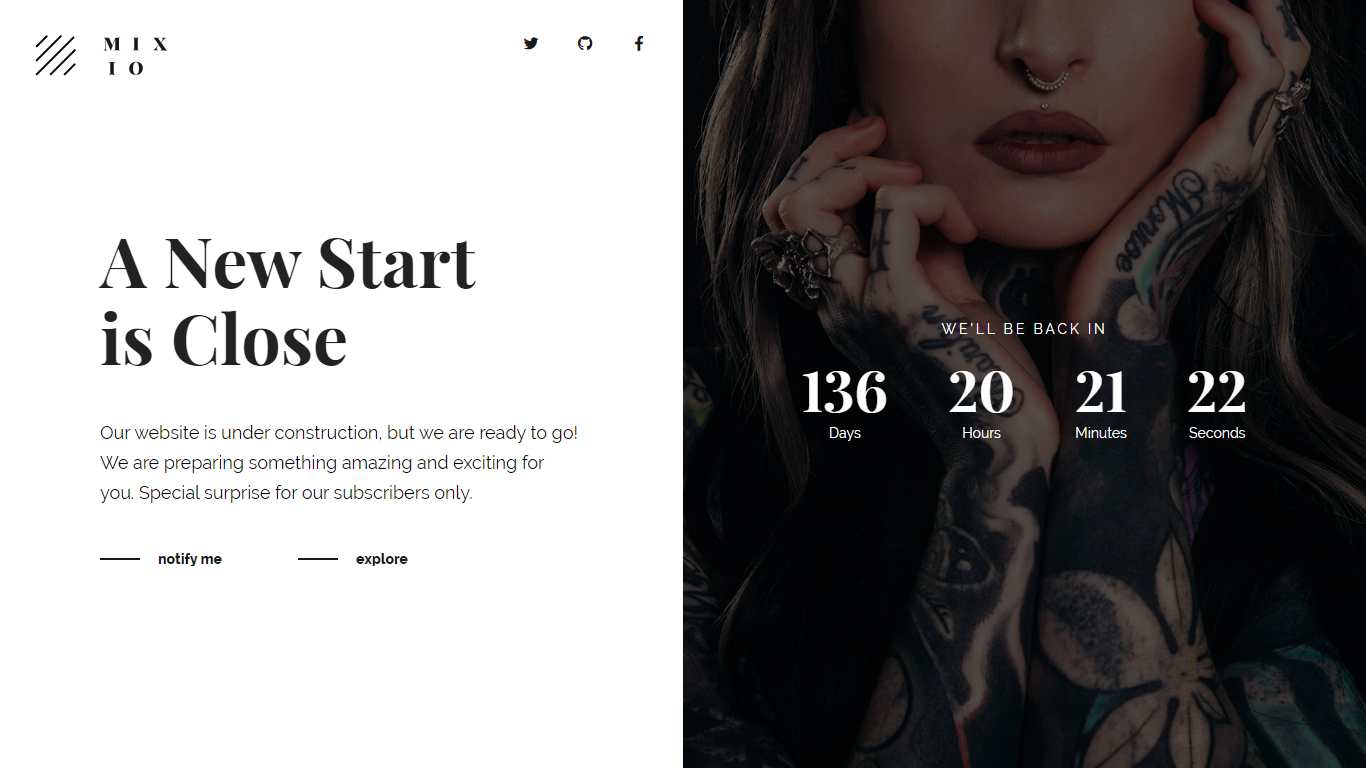 M I X
I O
A New Start
is Close
Our website is under construction, but we are ready to go!
We are preparing something amazing and exciting for
you. Special surprise for our subscribers only.
notify me
explore
WE'LL BE BACK IN
136 20 21 22
Days Hours Minutes Seconds
Monroe